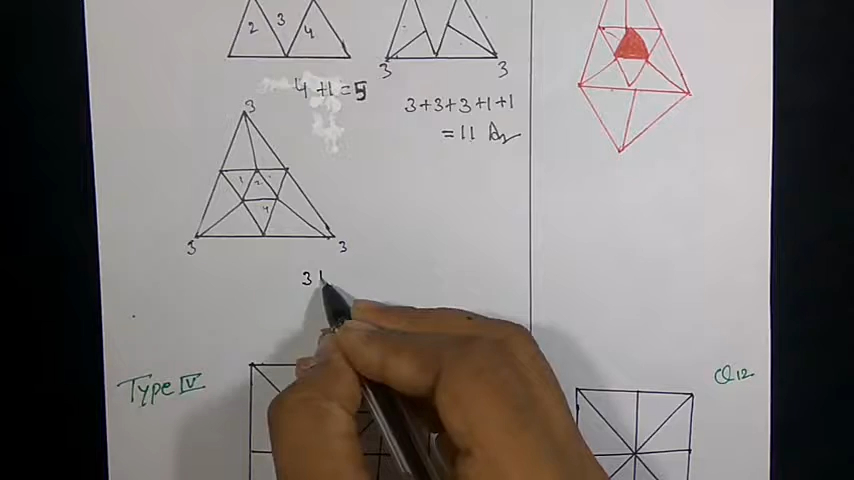 2 3 4
3 3
4+1=5
3+3+3+1+1
=11 Ans
3
1 2
4
3 3
3
Type IV
Q12